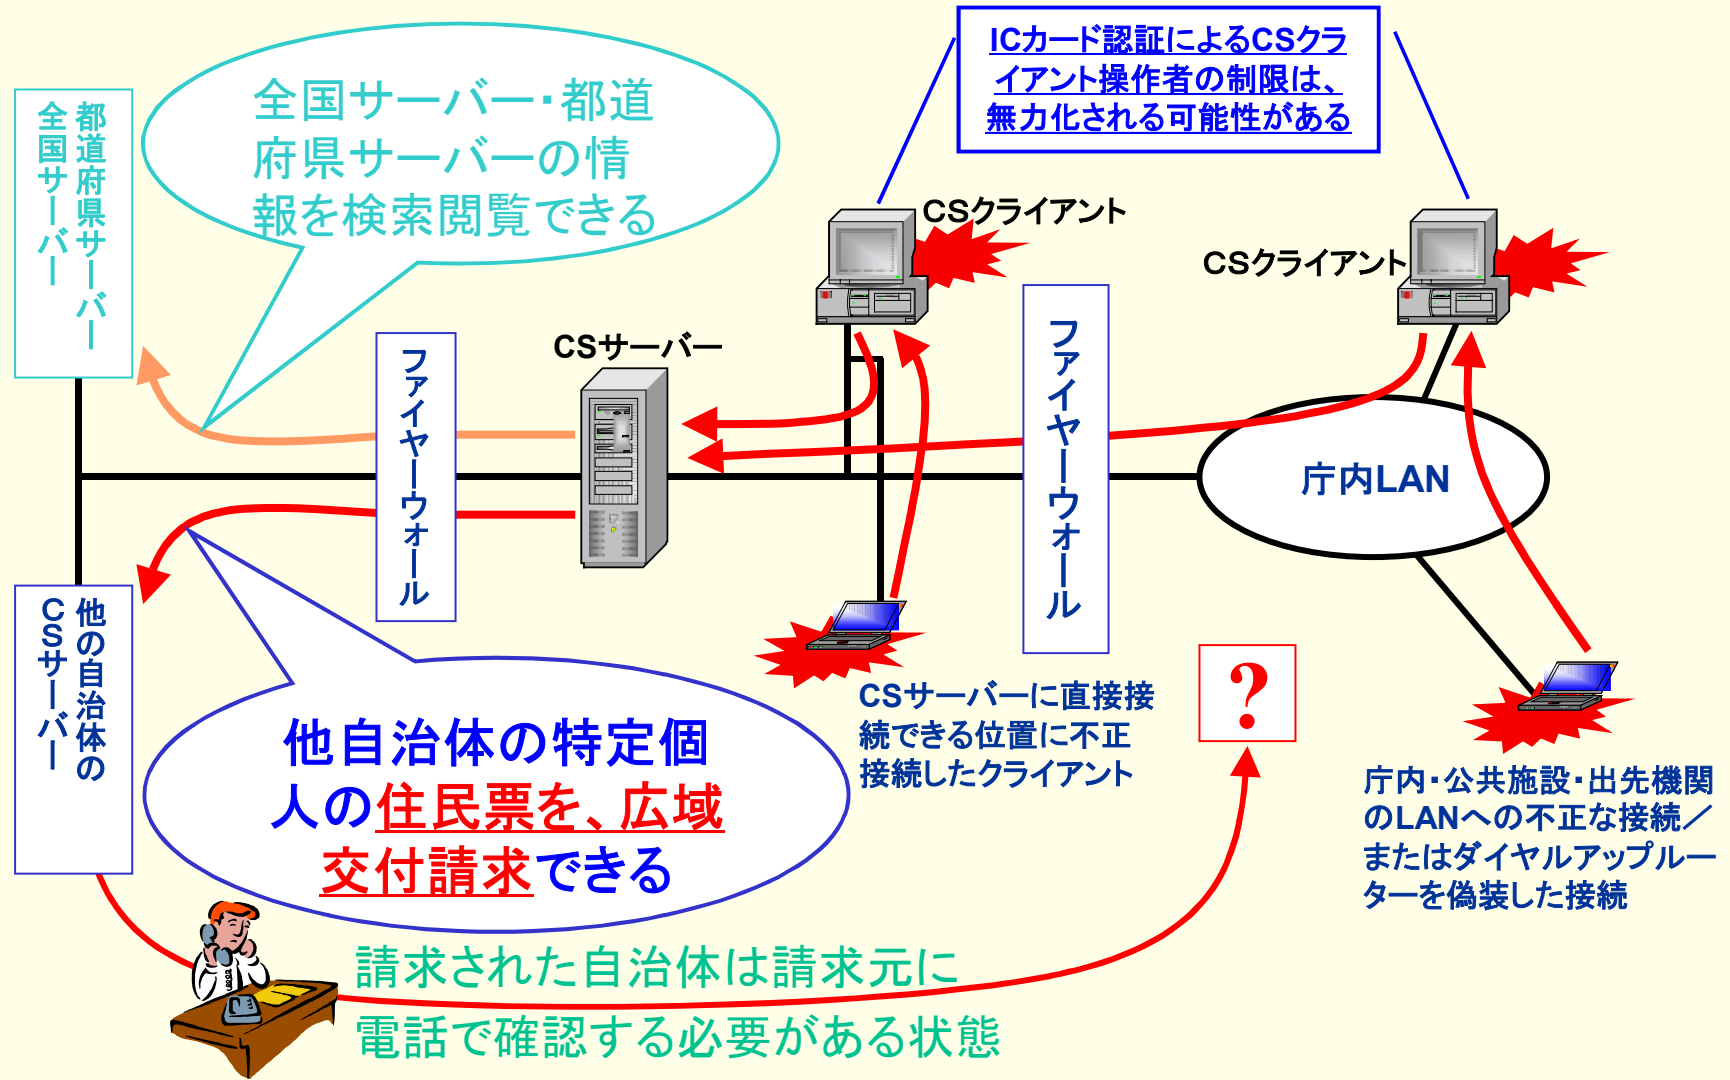 ICカード認証によるCSクラ
イアント操作者の制限は、
無力化される可能性がある
全国サーバー・都道
府県サーバーの情
報を検索閲覧できる
都道府県サーバー
全国サーバー
CSクライアント
CSクライアント
CSサーバー
ファイヤーウォール
ファイヤーウォール
庁内LAN
他の自治体の
CSサーバー
?
CSサーバーに直接接
続できる位置に不正
接続したクライアント
他自治体の特定個
人の住民票を、広域
交付請求できる
庁内・公共施設・出先機関
のLANへの不正な接続／
またはダイヤルアップルー
ターを偽装した接続
請求された自治体は請求元に
電話で確認する必要がある状態